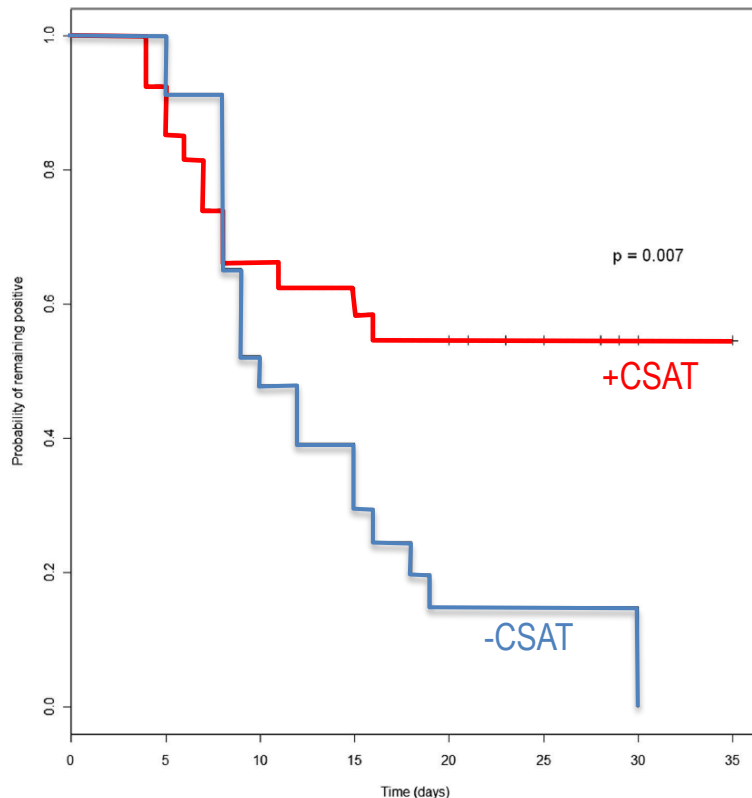 1.0
0.8
0.6
0.4
0.2
0.0
Probability of remaining positive
p = 0.007
+CSAT
-CSAT
0 5 10 15 20 25 30 35
Time (days)